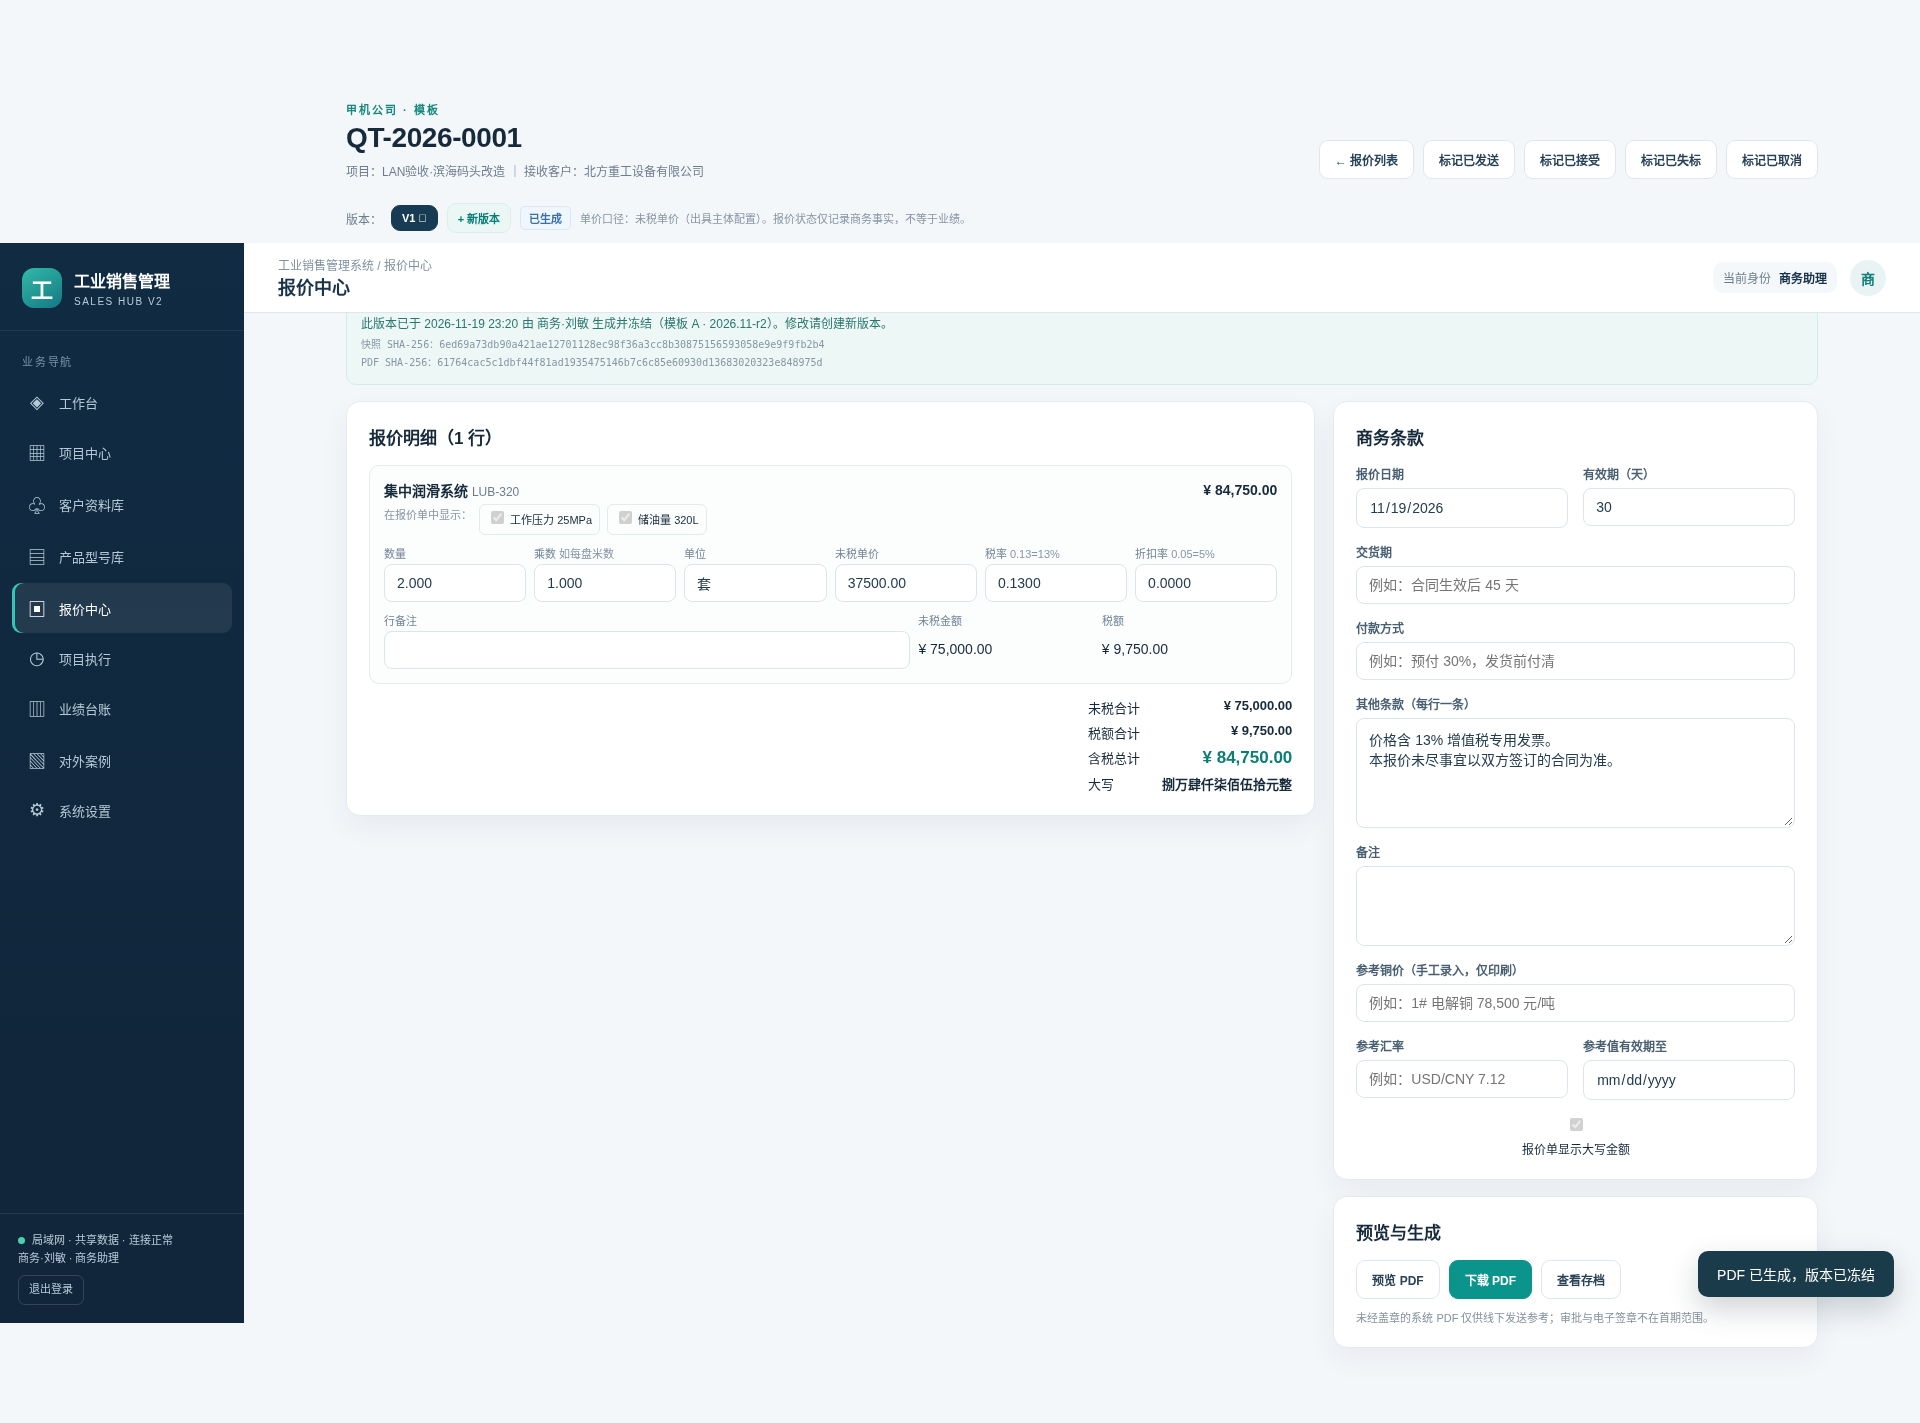 甲机公司 · 模板
QT-2026-0001
项目：LAN验收·滨海码头改造 ｜ 接收客户：北方重工设备有限公司
← 报价列表
标记已发送
标记已接受
标记已失标
标记已取消
版本：
V1
+ 新版本
已生成
单价口径：未税单价（出具主体配置）。报价状态仅记录商务事实，不等于业绩。
工
工业销售管理
SALES HUB V2
工业销售管理系统 / 报价中心
报价中心
当前身份 商务助理
商
业务导航
工作台
项目中心
客户资料库
产品型号库
报价中心
项目执行
业绩台账
对外案例
系统设置
局域网 · 共享数据 · 连接正常
商务·刘敏 · 商务助理
退出登录
此版本已于 2026-11-19 23:20 由 商务·刘敏 生成并冻结（模板 A · 2026.11-r2）。修改请创建新版本。
快照 SHA-256: 6ed69a73db90a421ae12701128ec98f36a3cc8b30875156593058e9e9f9fb2b4
PDF SHA-256: 61764cac5c1dbf44f81ad1935475146b7c6c85e60930d13683020323e848975d
报价明细（1 行）
集中润滑系统 LUB-320
¥ 84,750.00
在报价单中显示：
工作压力 25MPa
储油量 320L
数量
乘数 如每盘米数
单位
未税单价
税率 0.13=13%
折扣率 0.05=5%
2.000
1.000
套
37500.00
0.1300
0.0000
行备注
未税金额
税额
¥ 75,000.00
¥ 9,750.00
未税合计 ¥ 75,000.00
税额合计 ¥ 9,750.00
含税总计 ¥ 84,750.00
大写 捌万肆仟柒佰伍拾元整
商务条款
报价日期
有效期（天）
11/19/2026
30
交货期
例如：合同生效后 45 天
付款方式
例如：预付 30%，发货前付清
其他条款（每行一条）
价格含 13% 增值税专用发票。
本报价未尽事宜以双方签订的合同为准。
备注
参考铜价（手工录入，仅印刷）
例如：1# 电解铜 78,500 元/吨
参考汇率
参考值有效期至
例如：USD/CNY 7.12
mm/dd/yyyy
报价单显示大写金额
预览与生成
预览 PDF
下载 PDF
查看存档
未经盖章的系统 PDF 仅供线下发送参考；审批与电子签章不在首期范围。
PDF 已生成，版本已冻结